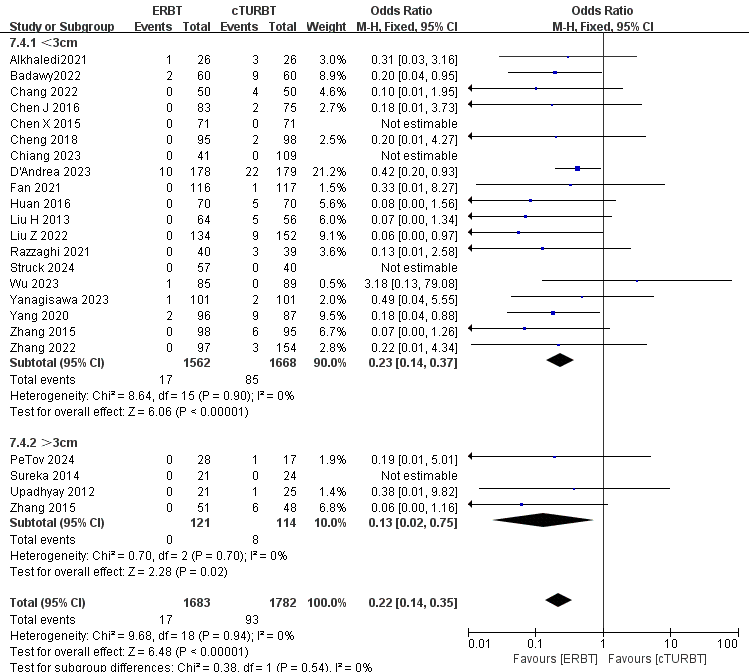 ERBT cTURBT Odds Ratio Odds Ratio
Study or Subgroup Events Total Events Total Weight M-H, Fixed, 95% CI M-H, Fixed, 95% CI
7.4.1 <3cm
Alkhaledi2021 1 26 3 26 3.0% 0.31 [0.03, 3.16]
Badawy2022 2 60 9 60 8.9% 0.20 [0.04, 0.95]
Chang 2022 0 50 4 50 4.6% 0.10 [0.01, 1.95]
Chen J 2016 0 83 2 75 2.7% 0.18 [0.01, 3.73]
Chen X 2015 0 71 0 71 Not estimable
Cheng 2018 0 95 2 98 2.5% 0.20 [0.01, 4.27]
Chiang 2023 0 41 0 109 Not estimable
D'Andrea 2023 10 178 22 179 21.2% 0.42 [0.20, 0.93]
Fan 2021 0 116 1 117 1.5% 0.33 [0.01, 8.27]
Huan 2016 0 70 5 70 5.6% 0.08 [0.00, 1.56]
Liu H 2013 0 64 5 56 6.0% 0.07 [0.00, 1.34]
Liu Z 2022 0 134 9 152 9.1% 0.06 [0.00, 0.97]
Razzaghi 2021 0 40 3 39 3.6% 0.13 [0.01, 2.58]
Struck 2024 0 57 0 40 Not estimable
Wu 2023 1 85 0 89 0.5% 3.18 [0.13, 79.08]
Yanagisawa 2023 1 101 2 101 2.0% 0.49 [0.04, 5.55]
Yang 2020 2 96 9 87 9.5% 0.18 [0.04, 0.88]
Zhang 2015 0 98 6 95 6.7% 0.07 [0.00, 1.26]
Zhang 2022 0 97 3 154 2.8% 0.22 [0.01, 4.34]
Subtotal (95% CI) 1562 1668 90.0% 0.23 [0.14, 0.37]
Total events 17 85
Heterogeneity: Chi² = 8.64, df = 15 (P = 0.90); I² = 0%
Test for overall effect: Z = 6.06 (P < 0.00001)
7.4.2 >3cm
PeTov 2024 0 28 1 17 1.9% 0.19 [0.01, 5.01]
Sureka 2014 0 21 0 24 Not estimable
Upadhyay 2012 0 21 1 25 1.4% 0.38 [0.01, 9.82]
Zhang 2015 0 51 6 48 6.8% 0.06 [0.00, 1.16]
Subtotal (95% CI) 121 114 10.0% 0.13 [0.02, 0.75]
Total events 0 8
Heterogeneity: Chi² = 0.70, df = 2 (P = 0.70); I² = 0%
Test for overall effect: Z = 2.28 (P = 0.02)
Total (95% CI) 1683 1782 100.0% 0.22 [0.14, 0.35]
Total events 17 93
Heterogeneity: Chi² = 9.68, df = 18 (P = 0.94); I² = 0%
Test for overall effect: Z = 6.48 (P < 0.00001)
Test for subgroup differences: Chi² = 0.38, df = 1 (P = 0.54), I² = 0%
0.01 0.1 1 10 100
Favours [ERBT] Favours [cTURBT]